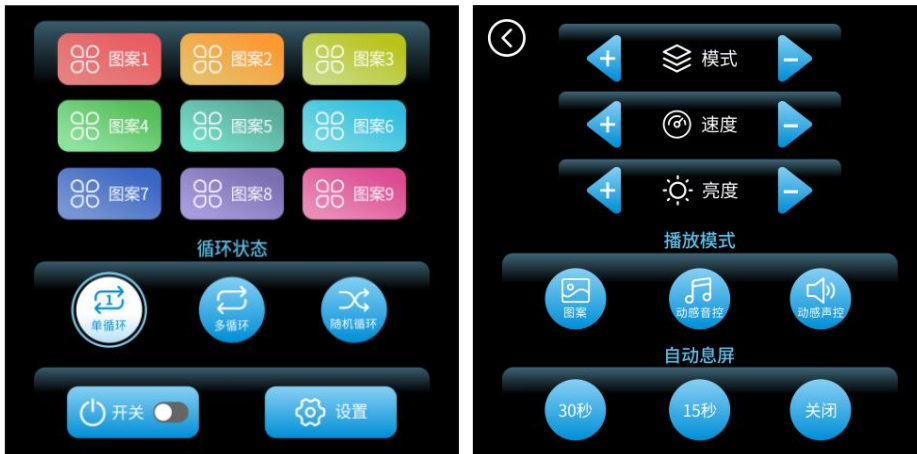 图案1 图案2 图案3
图案4 图案5 图案6
图案7 图案8 图案9
循环状态
1
单循环 多循环 随机循环
开关 设置
+ 模式 -
+ 速度 -
+ 亮度 -
播放模式
图案 动感音控 动感声控
自动息屏
30秒 15秒 关闭